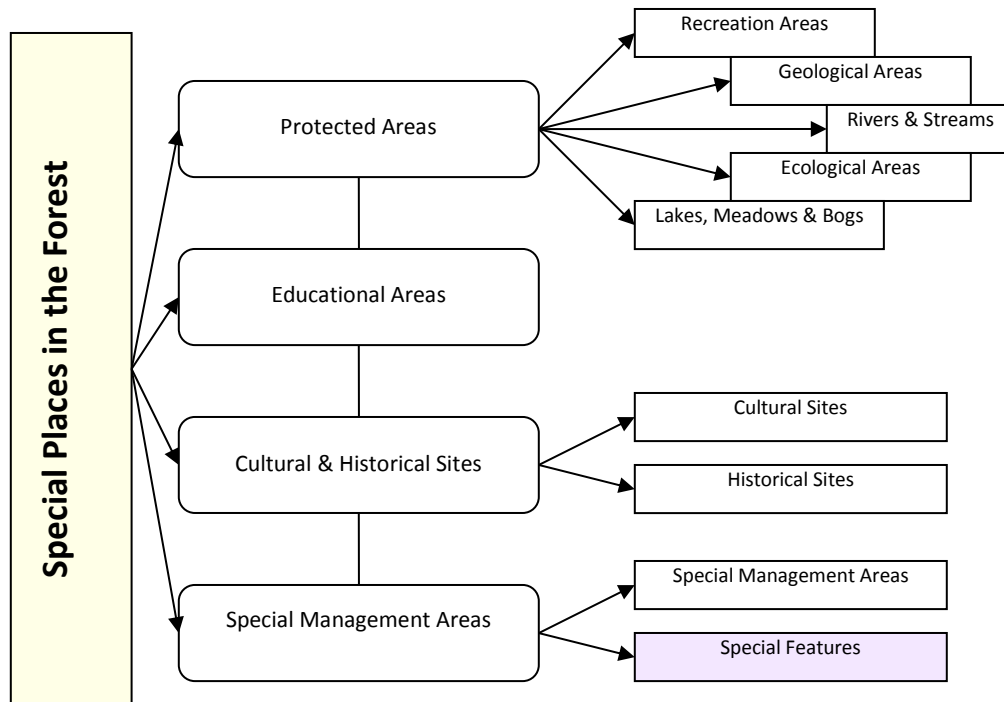 Special Places in the Forest
Protected Areas
Recreation Areas
Geological Areas
Rivers & Streams
Ecological Areas
Lakes, Meadows & Bogs
Educational Areas
Cultural & Historical Sites
Cultural Sites
Historical Sites
Special Management Areas
Special Management Areas
Special Features